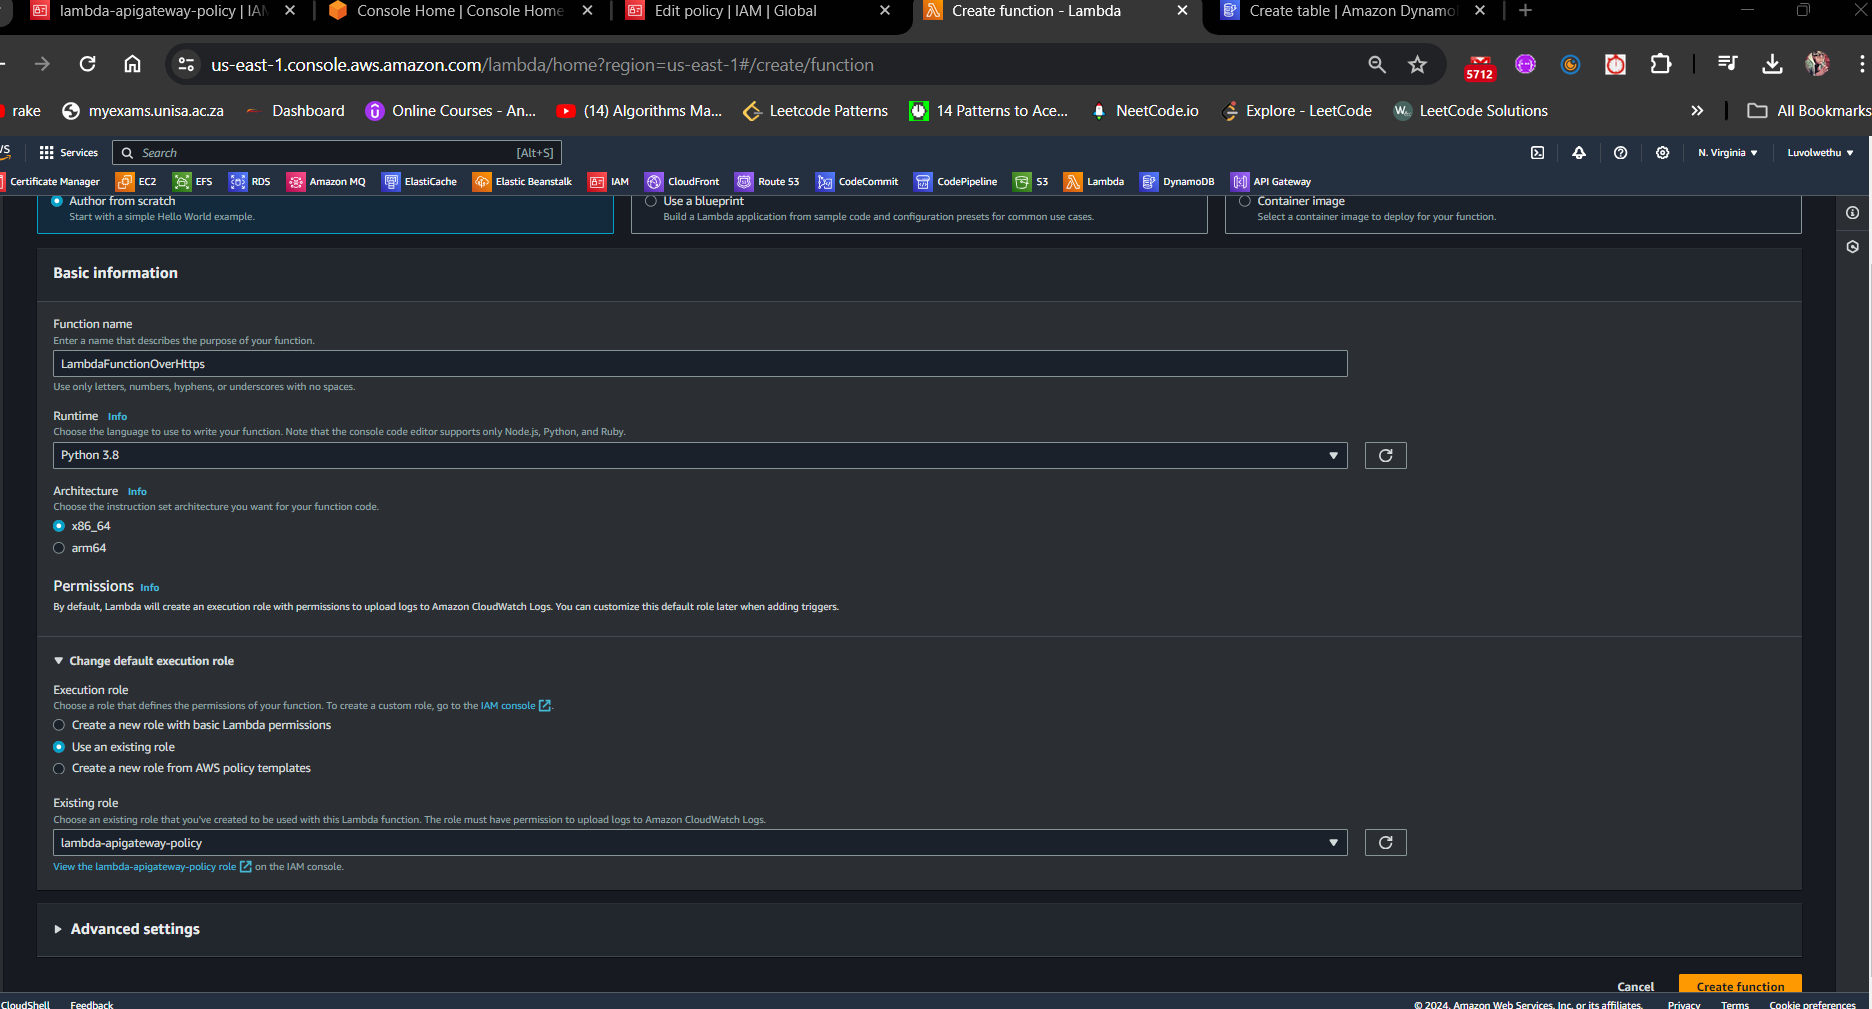 lambda-apigateway-policy | IAM
Console Home | Console Home
Edit policy | IAM | Global
Create function - Lambda
Create table | Amazon Dynamo
us-east-1.console.aws.amazon.com/lambda/home?region=us-east-1#/create/function
5712
rake
myexams.unisa.ac.za
Dashboard
Online Courses - An...
(14) Algorithms Ma...
Leetcode Patterns
14 Patterns to Ace...
NeetCode.io
Explore - LeetCode
LeetCode Solutions
All Bookmarks
Services
Search
[Alt+S]
N. Virginia
Luvolwethu
Certificate Manager
EC2
EFS
RDS
Amazon MQ
ElastiCache
Elastic Beanstalk
IAM
CloudFront
Route 53
CodeCommit
CodePipeline
S3
Lambda
DynamoDB
API Gateway
Author from scratch
Start with a simple Hello World example.
Use a blueprint
Build a Lambda application from sample code and configuration presets for common use cases.
Container image
Select a container image to deploy for your function.
Basic information
Function name
Enter a name that describes the purpose of your function.
LambdaFunctionOverHttps
Use only letters, numbers, hyphens, or underscores with no spaces.
Runtime Info
Choose the language to use to write your function. Note that the console code editor supports only Node.js, Python, and Ruby.
Python 3.8
Architecture Info
Choose the instruction set architecture you want for your function code.
x86_64
arm64
Permissions Info
By default, Lambda will create an execution role with permissions to upload logs to Amazon CloudWatch Logs. You can customize this default role later when adding triggers.
Change default execution role
Execution role
Choose a role that defines the permissions of your function. To create a custom role, go to the IAM console.
Create a new role with basic Lambda permissions
Use an existing role
Create a new role from AWS policy templates
Existing role
Choose an existing role that you've created to be used with this Lambda function. The role must have permission to upload logs to Amazon CloudWatch Logs.
lambda-apigateway-policy
View the lambda-apigateway-policy role on the IAM console.
Advanced settings
Cancel
Create function
CloudShell
Feedback
© 2024, Amazon Web Services, Inc. or its affiliates.
Privacy
Terms
Cookie preferences